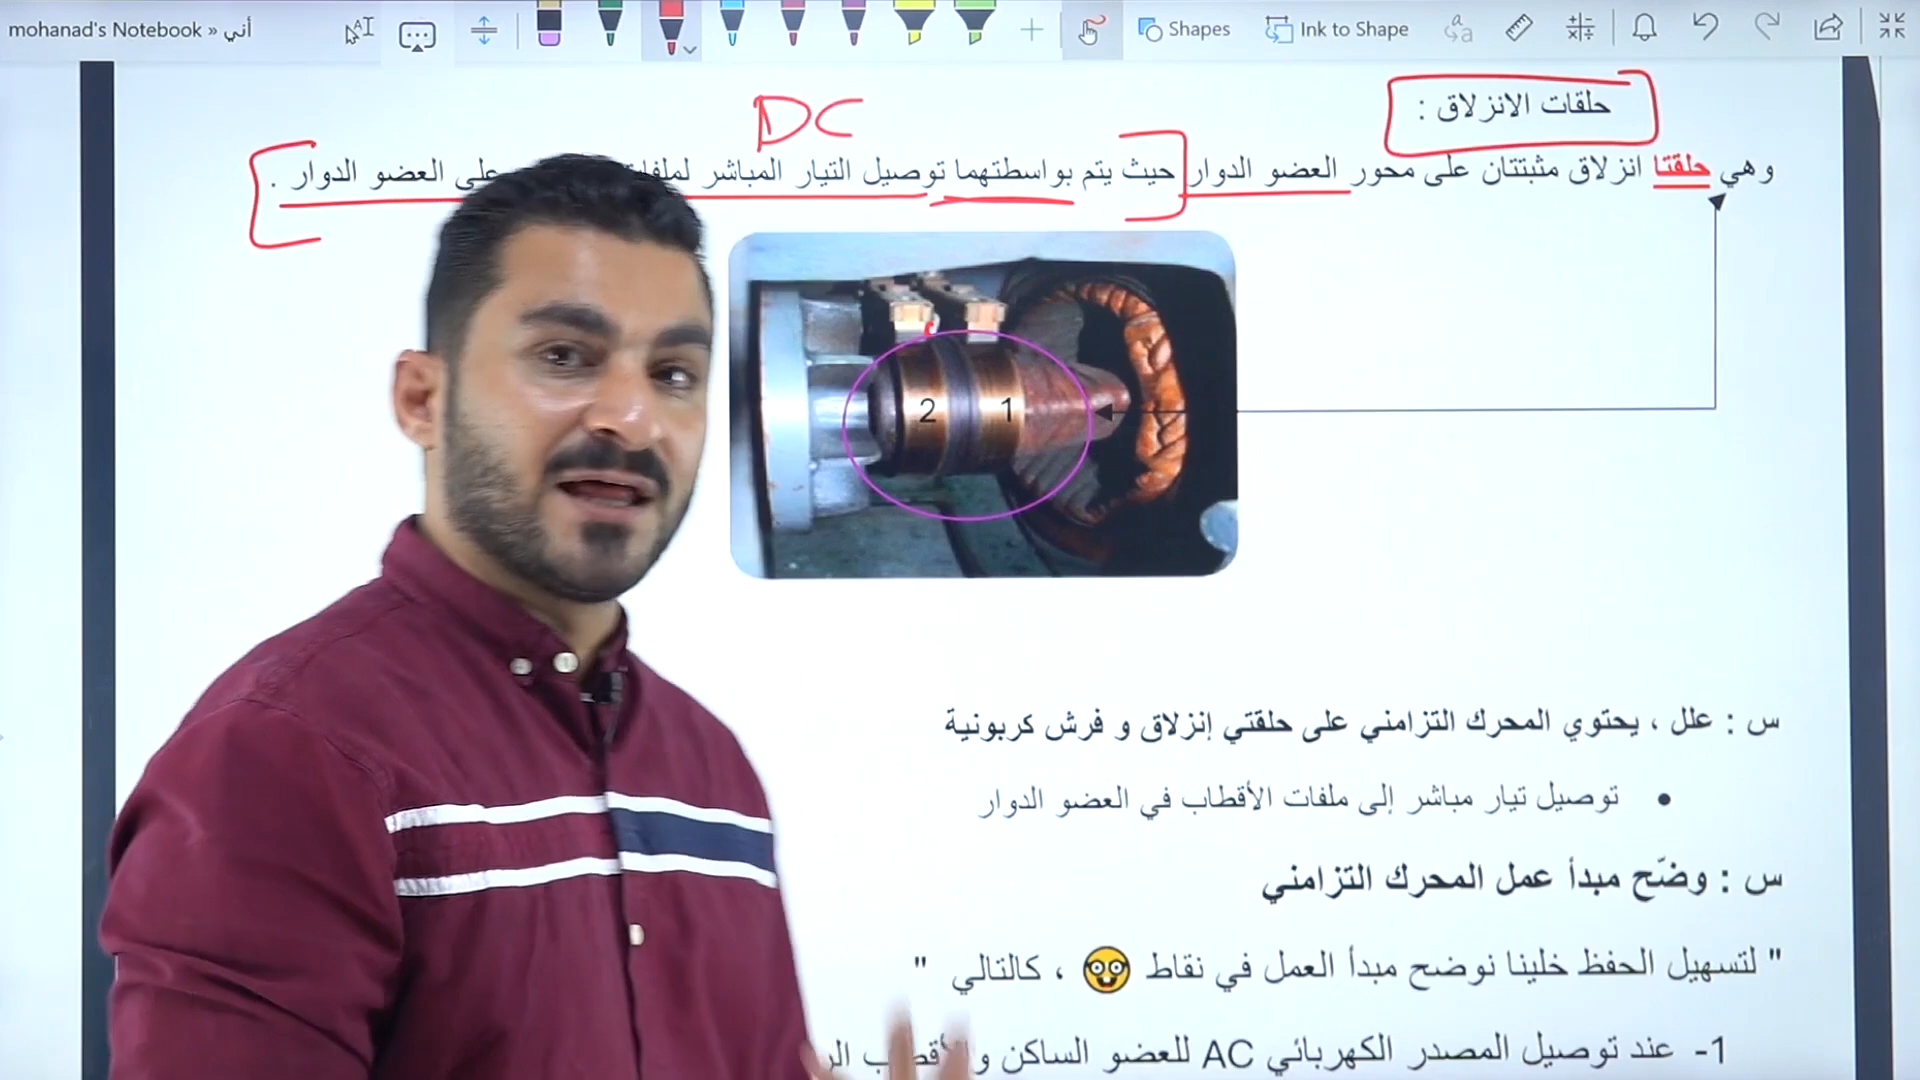 mohanad's Notebook » أني
Shapes
Ink to Shape
DC
حلقات الانزلاق :
وهي حلقتا انزلاق مثبتتان على محور العضو الدوار حيث يتم بواسطتهما توصيل التيار المباشر لملفات على العضو الدوار .
2 1
س : علل ، يحتوي المحرك التزامني على حلقتي إنزلاق و فرش كربونية
• توصيل تيار مباشر إلى ملفات الأقطاب في العضو الدوار
س : وضّح مبدأ عمل المحرك التزامني
" لتسهيل الحفظ خلينا نوضح مبدأ العمل في نقاط 🤓 ، كالتالي "
1- عند توصيل المصدر الكهربائي AC للعضو الساكن